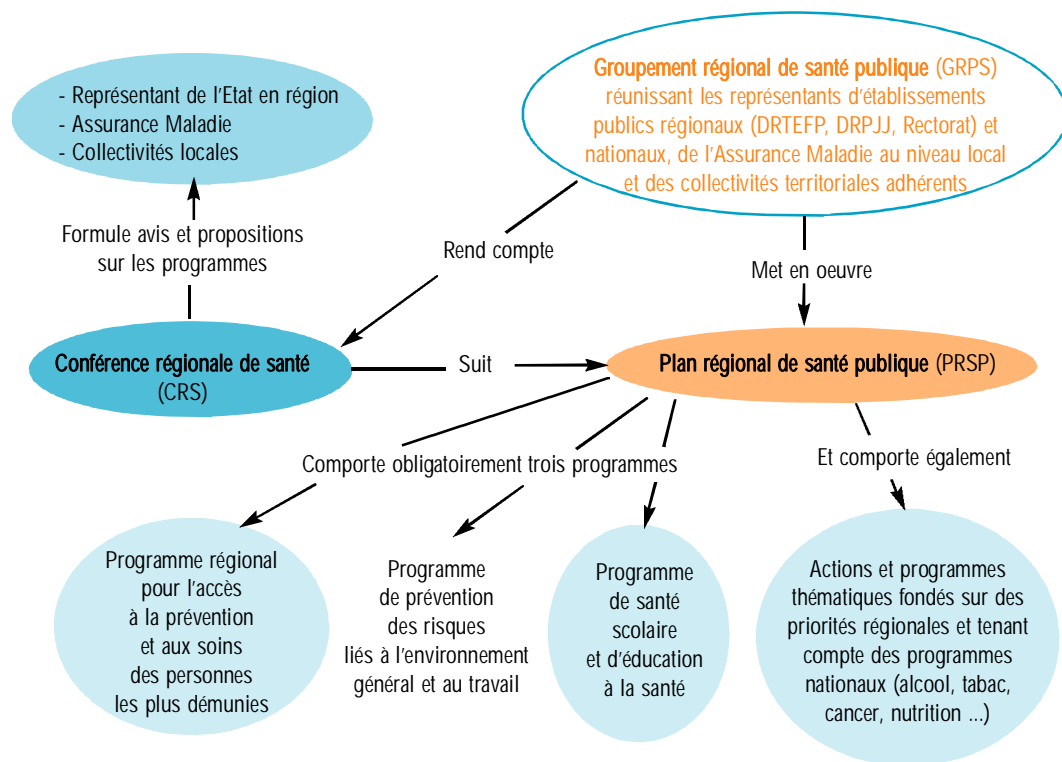 - Représentant de l'Etat en région
- Assurance Maladie
- Collectivités locales
Groupement régional de santé publique (GRPS)
réunissant les représentants d'établissements
publics régionaux (DRTEFP, DRPJJ, Rectorat) et
nationaux, de l'Assurance Maladie au niveau local
et des collectivités territoriales adhérents
Formule avis et propositions
sur les programmes
Rend compte
Met en oeuvre
Conférence régionale de santé
(CRS)
Suit
Plan régional de santé publique (PRSP)
Comporte obligatoirement trois programmes
Et comporte également
Programme régional
pour l'accès
à la prévention
et aux soins
des personnes
les plus démunies
Programme
de prévention
des risques
liés à l'environnement
général et au travail
Programme
de santé
scolaire
et d'éducation
à la santé
Actions et programmes
thématiques fondés sur des
priorités régionales et tenant
compte des programmes
nationaux (alcool, tabac,
cancer, nutrition ...)